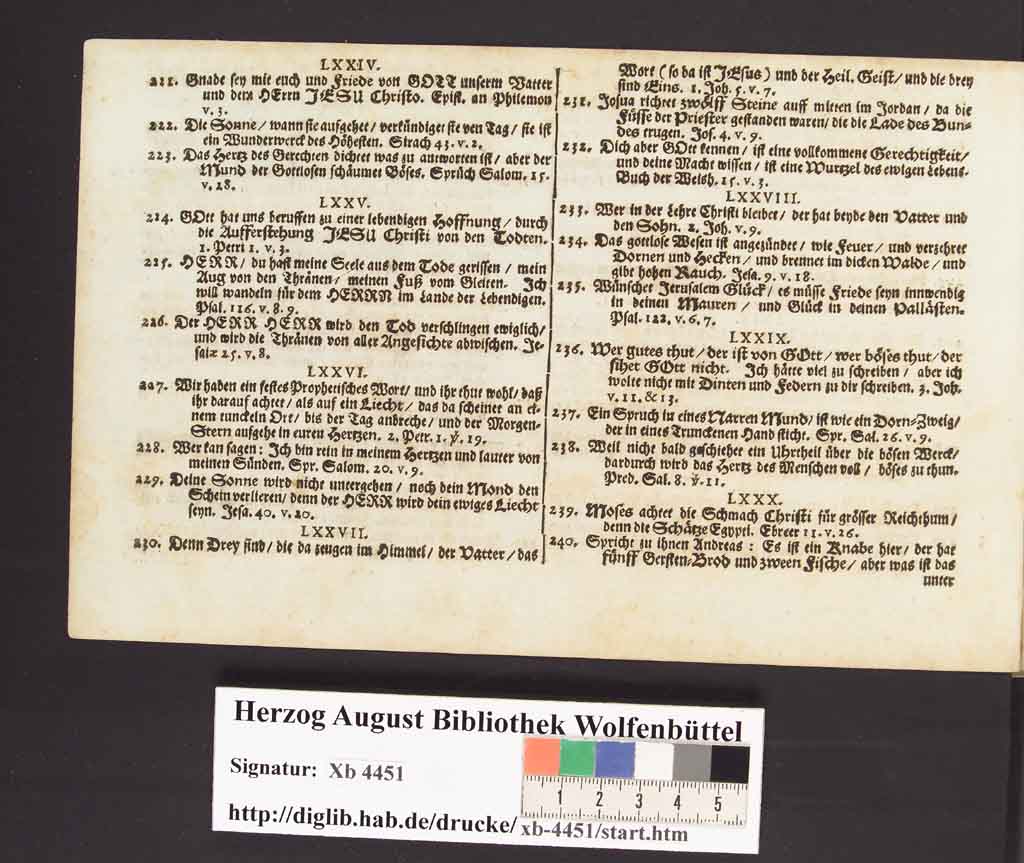 LXXIV.
221. Gnade sey mit euch und Friede von GOTT unserm Vatter
und dem HErrn JESU Christo. Epist. an Philemon
v. 3.
222. Die Sonne / wann sie aufgehet / verkündiget sie den Tag / sie ist
ein Wunderwerck des Höhesten. Sirach 43. v. 2.
223. Das Hertz des Gerechten dichtet was zu antworten ist / aber der
Mund der Gottlosen schäumet Böses. Sprüch Salom. 15.
v. 28.
LXXV.
224. GOtt hat uns beruffen zu einer lebendigen Hoffnung / durch
die Aufferstehung JESU Christi von den Todten.
1. Petri 1. v. 3.
225. HERR / du hast meine Seele aus dem Tode gerissen / mein
Aug von den Thränen / meinen Fuß vom Gleiten. Ich
will wandeln für dem HERRN im Lande der Lebendigen.
Psal. 116. v. 8. 9.
226. Der HERR HERR wird den Tod verschlingen ewiglich /
und wird die Thränen von aller Angesichte abwischen. Je-
saiæ 25. v. 8.
LXXVI.
227. Wir haben ein festes Prophetisches Wort / und ihr thut wohl / daß
ihr darauf achtet / als auf ein Liecht / das da scheinet an ei-
nem tunckeln Ort / bis der Tag anbreche / und der Morgen-
Stern aufgehe in euren Hertzen. 2. Petr. 1. ℣. 19.
228. Wer kan sagen: Ich bin rein in meinem Hertzen und lauter von
meinen Sünden. Spr. Salom. 20. v. 9.
229. Deine Sonne wird nicht untergehen / noch dein Mond den
Schein verlieren / denn der HERR wird dein ewiges Liecht
seyn. Jesa. 40. v. 20.
LXXVII.
230. Denn Drey sind / die da zeugen im Himmel / der Vatter / das
Wort (so da ist JEsus) und der Heil. Geist / und die drey
sind Eins. 1. Joh. 5. v. 7.
231. Josua richtet zwölff Steine auff mitten im Jordan / da die
Füsse der Priester gestanden waren / die die Lade des Bun-
des trugen. Jos. 4. v. 9.
232. Dich aber GOtt kennen / ist eine vollkommene Gerechtigkeit /
und deine Macht wissen / ist eine Wurtzel des ewigen Lebens.
Buch der Weish. 15. v. 3.
LXXVIII.
233. Wer in der Lehre Christi bleibet / der hat beyde den Vatter und
den Sohn. 2. Joh. v. 9.
234. Das gottlose Wesen ist angezündet / wie Feuer / und verzehret
Dornen und Hecken / und brennet im dicken Walde / und
gibt hohen Rauch. Jesa. 9. v. 18.
235. Wünschet Jerusalem Glück / es müsse Friede seyn innwendig
in deinen Mauren / und Glück in deinen Pallästen.
Psal. 122. v. 6. 7.
LXXIX.
236. Wer gutes thut / der ist von GOtt / wer böses thut / der
sihet GOtt nicht. Ich hätte viel zu schreiben / aber ich
wolte nicht mit Dinten und Federn zu dir schreiben. 3. Joh.
v. 11. & 13.
237. Ein Spruch in eines Narren Mund / ist wie ein Dorn-Zweig /
der in eines Trunckenen Hand sticht. Spr. Sal. 26. v. 9.
238. Weil nicht bald geschiehet ein Uhrtheil über die bösen Werck /
dardurch wird das Hertz des Menschen voll / böses zu thun.
Pred. Sal. 8. ℣. 11.
LXXX.
239. Moses achtet die Schmach Christi für grösser Reichthum /
denn die Schätze Egypti. Ebreer 11. v. 26.
240. Spricht zu ihnen Andreas: Es ist ein Knabe hier / der hat
fünff Gersten-Brod und zween Fische / aber was ist das
unter
Herzog August Bibliothek Wolfenbüttel
Signatur: Xb 4451
http://diglib.hab.de/drucke/xb-4451/start.htm
1 2 3 4 5